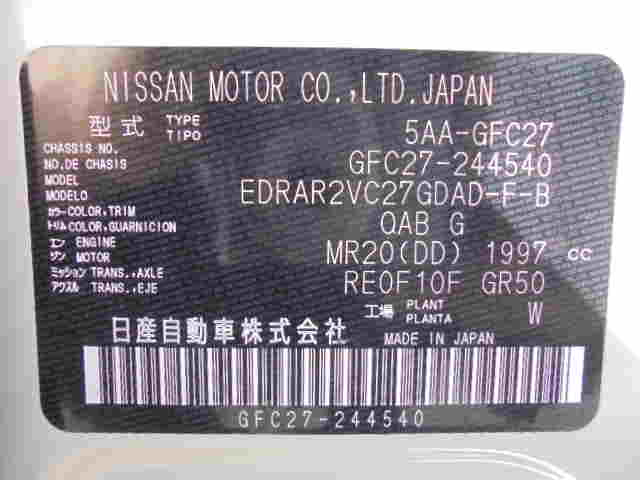 NISSAN MOTOR CO.,LTD.JAPAN
型式 TYPE TIPO 5AA-GFC27
CHASSIS NO.
NO.DE CHASIS GFC27-244540
MODEL
MODELO EDRAR2VC27GDAD-F-B
カラー COLOR,TRIM
トリム COLOR,GUARNICION QAB G
エン ENGINE
ジン MOTOR MR20(DD) 1997 cc
ミッション TRANS.,AXLE
アクスル TRANS.,EJE RE0F10F GR50
工場 PLANT PLANTA W
日産自動車株式会社 MADE IN JAPAN
GFC27-244540